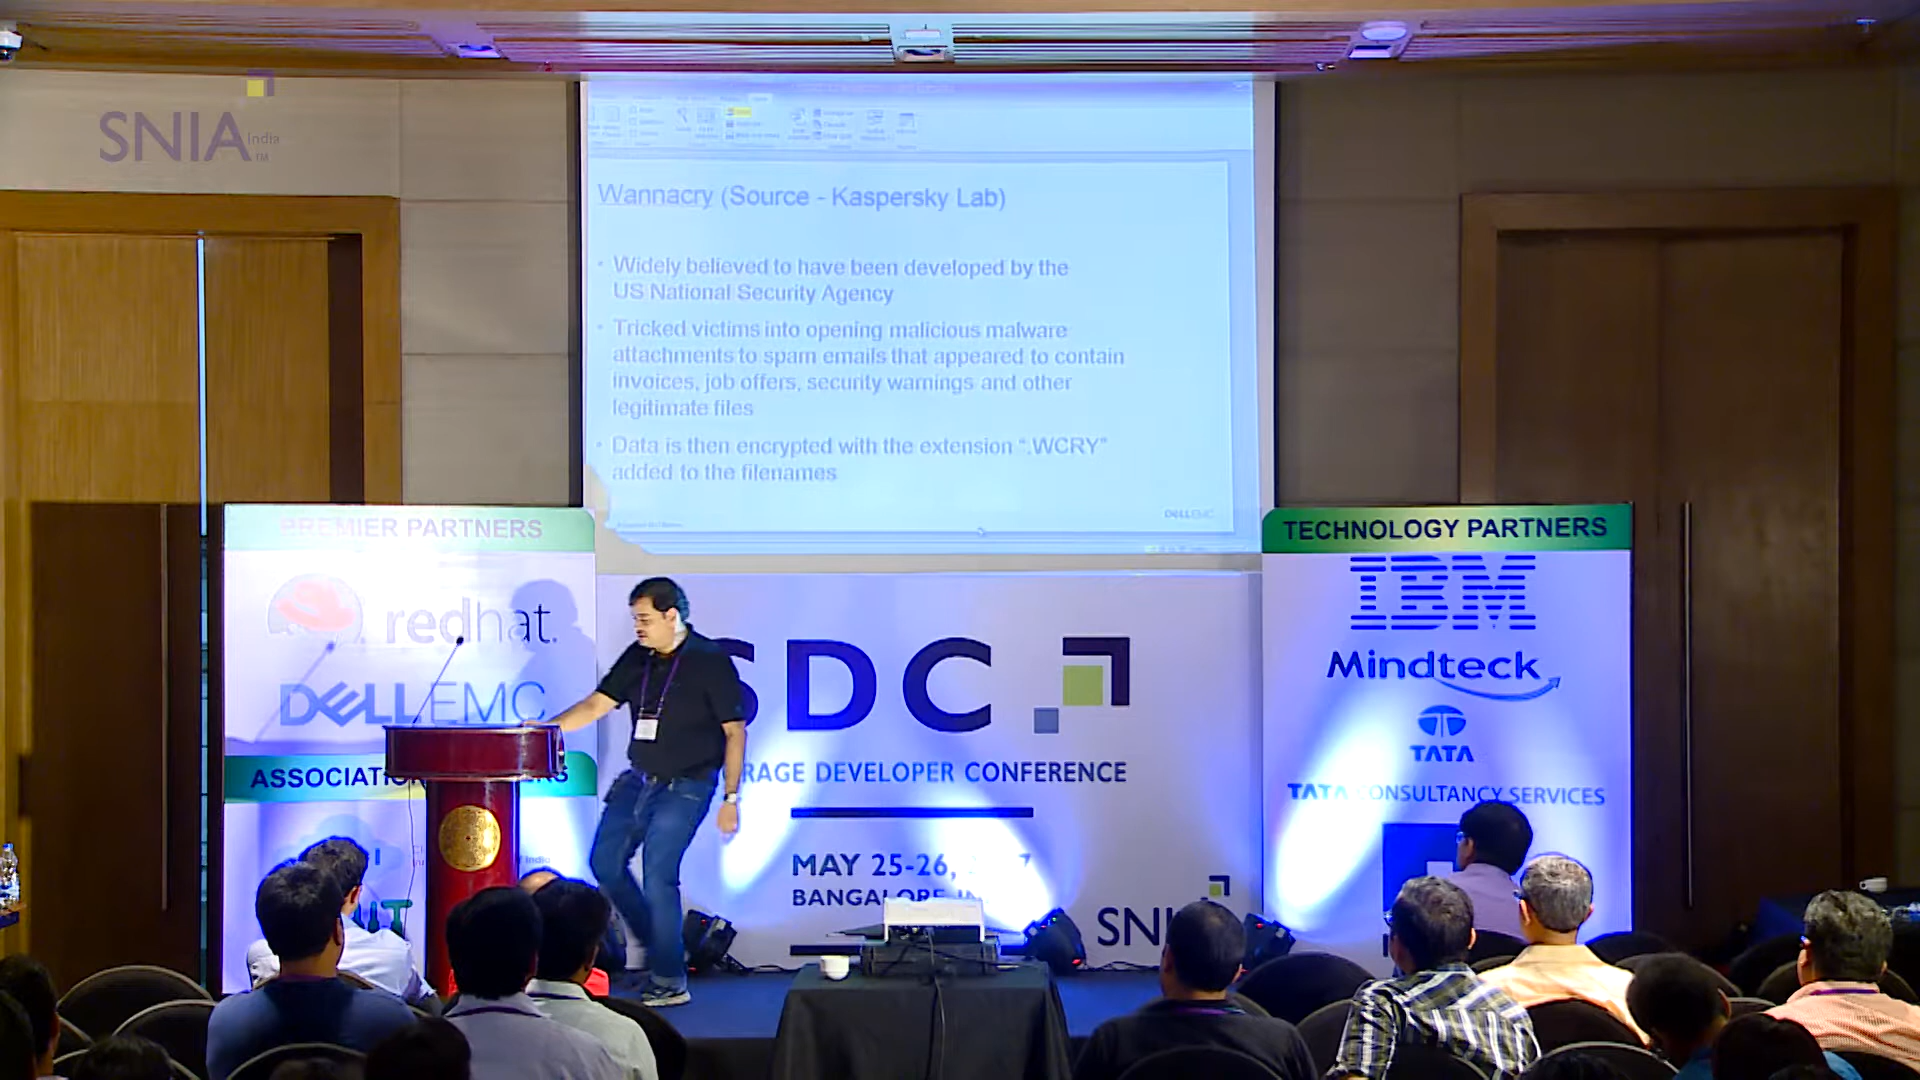 SNIA
India
TM
Wannacry (Source - Kaspersky Lab)
• Widely believed to have been developed by the
US National Security Agency
• Tricked victims into opening malicious malware
attachments to spam emails that appeared to contain
invoices, job offers, security warnings and other
legitimate files
• Data is then encrypted with the extension “.WCRY”
added to the filenames
DELLEMC
PREMIER PARTNERS
redhat.
DELLEMC
SDC
DEVELOPER CONFERENCE
MAY 25-26,
BANGALORE
SNI
TECHNOLOGY PARTNERS
IBM
Mindteck
TATA
TATA CONSULTANCY SERVICES